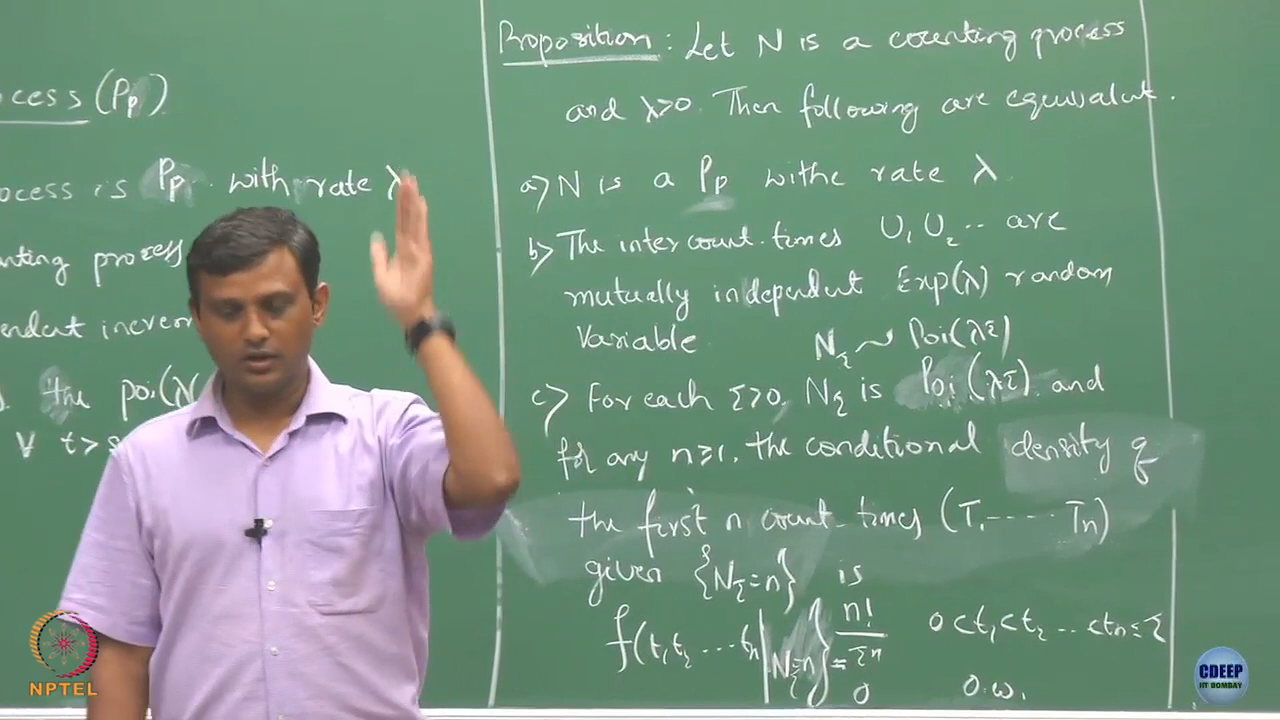 ocess (Pp)
ocess is Pp with rate λ
nting process
endent increm
the poi(λ
∀ t>s
Proposition: Let N is a counting process
and λ>0. Then following are equivalent.
a) N is a Pp withe rate λ.
b) The intercount-times U1 U2 ... are
mutually independent Exp(λ) random
variable
Nτ ~ Poi(λτ)
c) For each τ>0, Nτ is Poi(λτ) and
for any n≥1, the conditional density of
the first n count-times (T1 ...... Tn)
given {Nτ=n} is
f(t1 t2 ... tn | Nτ=n} = n!/τⁿ 0<t1<t2 ... <tn≤τ
0 o.w.
NPTEL
CDEEP
IIT BOMBAY